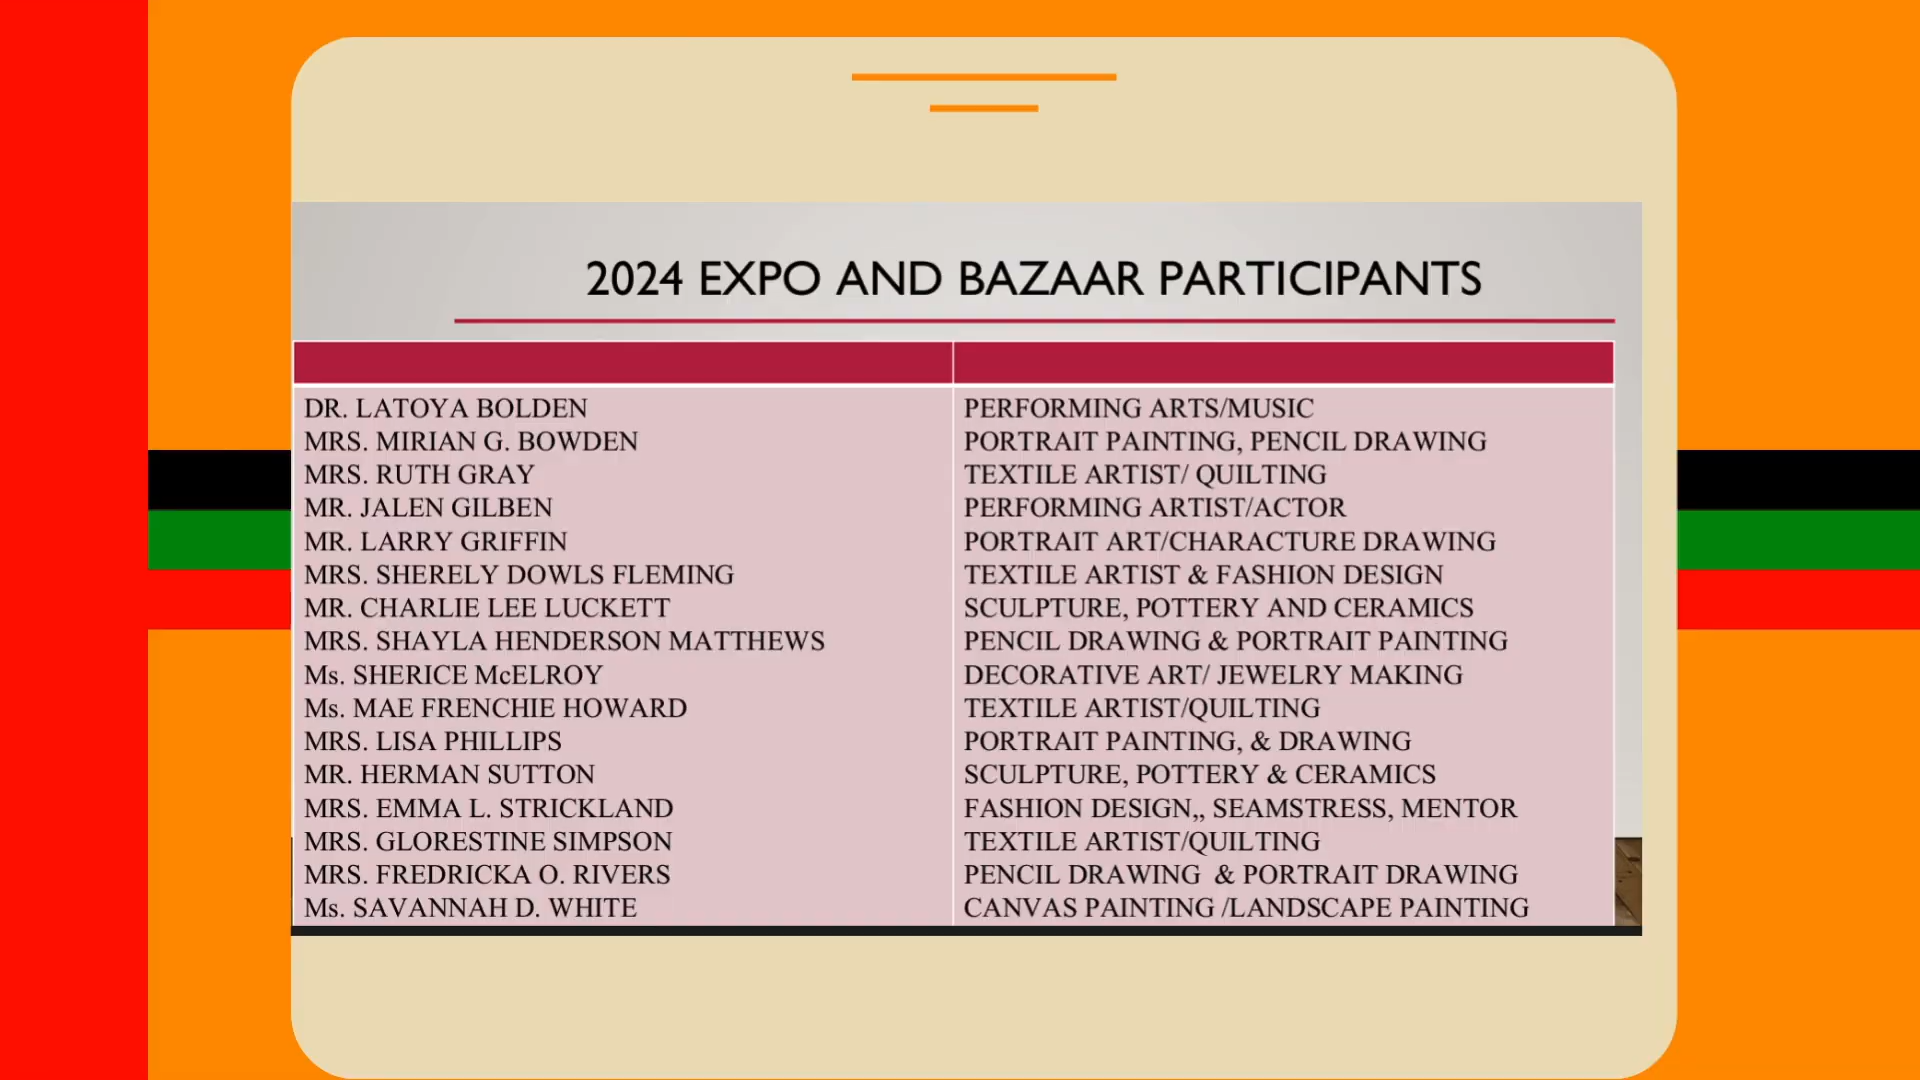 2024 EXPO AND BAZAAR PARTICIPANTS
DR. LATOYA BOLDEN PERFORMING ARTS/MUSIC
MRS. MIRIAN G. BOWDEN PORTRAIT PAINTING, PENCIL DRAWING
MRS. RUTH GRAY TEXTILE ARTIST/ QUILTING
MR. JALEN GILBEN PERFORMING ARTIST/ACTOR
MR. LARRY GRIFFIN PORTRAIT ART/CHARACTURE DRAWING
MRS. SHERELY DOWLS FLEMING TEXTILE ARTIST & FASHION DESIGN
MR. CHARLIE LEE LUCKETT SCULPTURE, POTTERY AND CERAMICS
MRS. SHAYLA HENDERSON MATTHEWS PENCIL DRAWING & PORTRAIT PAINTING
Ms. SHERICE McELROY DECORATIVE ART/ JEWELRY MAKING
Ms. MAE FRENCHIE HOWARD TEXTILE ARTIST/QUILTING
MRS. LISA PHILLIPS PORTRAIT PAINTING, & DRAWING
MR. HERMAN SUTTON SCULPTURE, POTTERY & CERAMICS
MRS. EMMA L. STRICKLAND FASHION DESIGN,, SEAMSTRESS, MENTOR
MRS. GLORESTINE SIMPSON TEXTILE ARTIST/QUILTING
MRS. FREDRICKA O. RIVERS PENCIL DRAWING  & PORTRAIT DRAWING
Ms. SAVANNAH D. WHITE CANVAS PAINTING /LANDSCAPE PAINTING